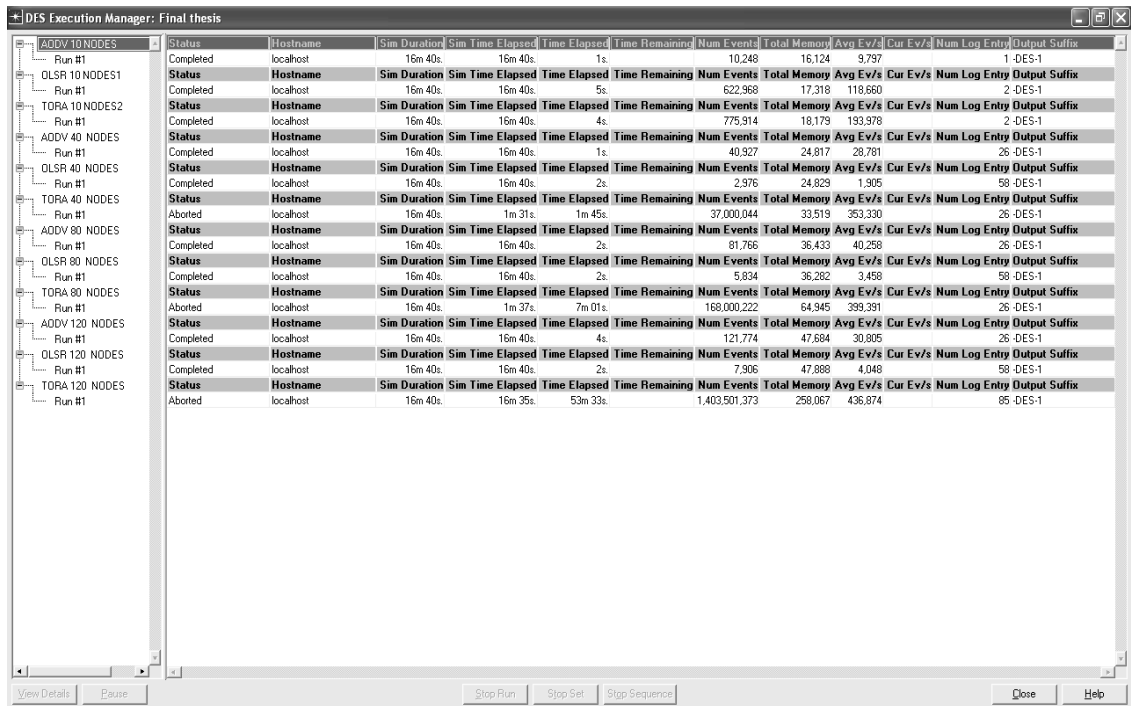 DES Execution Manager: Final thesis
AODV 10 NODES Status Hostname Sim Duration Sim Time Elapsed Time Elapsed Time Remaining Num Events Total Memory Avg Ev/s Cur Ev/s Num Log Entry Output Suffix
Run #1 Completed localhost 16m 40s. 16m 40s. 1s. 10,248 16,124 9,797 1 -DES-1
OLSR 10 NODES1 Status Hostname Sim Duration Sim Time Elapsed Time Elapsed Time Remaining Num Events Total Memory Avg Ev/s Cur Ev/s Num Log Entry Output Suffix
Run #1 Completed localhost 16m 40s. 16m 40s. 5s. 622,968 17,318 118,660 2 -DES-1
TORA 10 NODES2 Status Hostname Sim Duration Sim Time Elapsed Time Elapsed Time Remaining Num Events Total Memory Avg Ev/s Cur Ev/s Num Log Entry Output Suffix
Run #1 Completed localhost 16m 40s. 16m 40s. 4s. 775,914 18,179 193,978 2 -DES-1
AODV 40 NODES Status Hostname Sim Duration Sim Time Elapsed Time Elapsed Time Remaining Num Events Total Memory Avg Ev/s Cur Ev/s Num Log Entry Output Suffix
Run #1 Completed localhost 16m 40s. 16m 40s. 1s. 40,927 24,817 28,781 26 -DES-1
OLSR 40 NODES Status Hostname Sim Duration Sim Time Elapsed Time Elapsed Time Remaining Num Events Total Memory Avg Ev/s Cur Ev/s Num Log Entry Output Suffix
Run #1 Completed localhost 16m 40s. 16m 40s. 2s. 2,976 24,829 1,905 58 -DES-1
TORA 40 NODES Status Hostname Sim Duration Sim Time Elapsed Time Elapsed Time Remaining Num Events Total Memory Avg Ev/s Cur Ev/s Num Log Entry Output Suffix
Run #1 Aborted localhost 16m 40s. 1m 31s. 1m 45s. 37,000,044 33,519 353,330 26 -DES-1
AODV 80 NODES Status Hostname Sim Duration Sim Time Elapsed Time Elapsed Time Remaining Num Events Total Memory Avg Ev/s Cur Ev/s Num Log Entry Output Suffix
Run #1 Completed localhost 16m 40s. 16m 40s. 2s. 81,766 36,433 40,258 26 -DES-1
OLSR 80 NODES Status Hostname Sim Duration Sim Time Elapsed Time Elapsed Time Remaining Num Events Total Memory Avg Ev/s Cur Ev/s Num Log Entry Output Suffix
Run #1 Completed localhost 16m 40s. 16m 40s. 2s. 5,834 36,282 3,458 58 -DES-1
TORA 80 NODES Status Hostname Sim Duration Sim Time Elapsed Time Elapsed Time Remaining Num Events Total Memory Avg Ev/s Cur Ev/s Num Log Entry Output Suffix
Run #1 Aborted localhost 16m 40s. 1m 37s. 7m 01s. 168,000,222 64,945 399,391 26 -DES-1
AODV 120 NODES Status Hostname Sim Duration Sim Time Elapsed Time Elapsed Time Remaining Num Events Total Memory Avg Ev/s Cur Ev/s Num Log Entry Output Suffix
Run #1 Completed localhost 16m 40s. 16m 40s. 4s. 121,774 47,684 30,805 26 -DES-1
OLSR 120 NODES Status Hostname Sim Duration Sim Time Elapsed Time Elapsed Time Remaining Num Events Total Memory Avg Ev/s Cur Ev/s Num Log Entry Output Suffix
Run #1 Completed localhost 16m 40s. 16m 40s. 2s. 7,906 47,888 4,048 58 -DES-1
TORA 120 NODES Status Hostname Sim Duration Sim Time Elapsed Time Elapsed Time Remaining Num Events Total Memory Avg Ev/s Cur Ev/s Num Log Entry Output Suffix
Run #1 Aborted localhost 16m 40s. 16m 35s. 53m 33s. 1,403,501,373 258,067 436,874 85 -DES-1
View Details Pause Stop Run Stop Set Stop Sequence Close Help